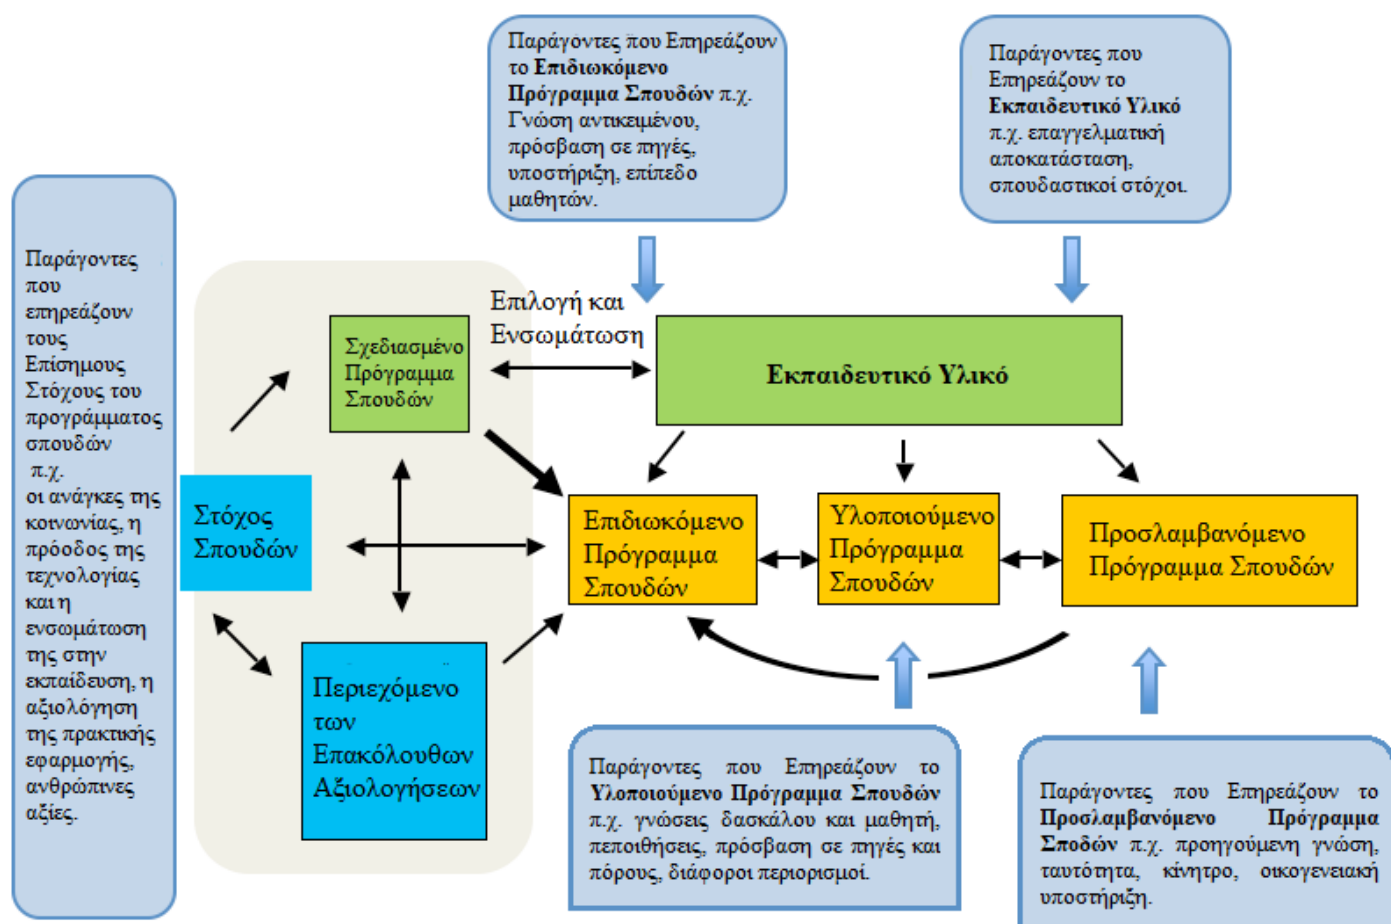 Παράγοντες που Επηρεάζουν
το Επιδιωκόμενο
Πρόγραμμα Σπουδών π.χ.
Γνώση αντικειμένου,
πρόσβαση σε πηγές,
υποστήριξη, επίπεδο
μαθητών.
Παράγοντες που
Επηρεάζουν το
Εκπαιδευτικό Υλικό
π.χ. επαγγελματική
αποκατάσταση,
σπουδαστικοί στόχοι.
Παράγοντες
που
επηρεάζουν
τους
Επίσημους
Στόχους του
προγράμματος
σπουδών
π.χ.
οι ανάγκες της
κοινωνίας, η
πρόοδος της
τεχνολογίας
και η
ενσωμάτωση
της στην
εκπαίδευση, η
αξιολόγηση
της πρακτικής
εφαρμογής,
ανθρώπινες
αξίες.
Επιλογή και
Ενσωμάτωση
Σχεδιασμένο
Πρόγραμμα
Σπουδών
Εκπαιδευτικό Υλικό
Στόχος
Σπουδών
Επιδιωκόμενο
Πρόγραμμα
Σπουδών
Υλοποιούμενο
Πρόγραμμα
Σπουδών
Προσλαμβανόμενο
Πρόγραμμα Σπουδών
Περιεχόμενο
των
Επακόλουθων
Αξιολογήσεων
Παράγοντες που Επηρεάζουν το
Υλοποιούμενο Πρόγραμμα Σπουδών
π.χ. γνώσεις δασκάλου και μαθητή,
πεποιθήσεις, πρόσβαση σε πηγές και
πόρους, διάφοροι περιορισμοί.
Παράγοντες που Επηρεάζουν το
Προσλαμβανόμενο Πρόγραμμα
Σποδών π.χ. προηγούμενη γνώση,
ταυτότητα, κίνητρο, οικογενειακή
υποστήριξη.